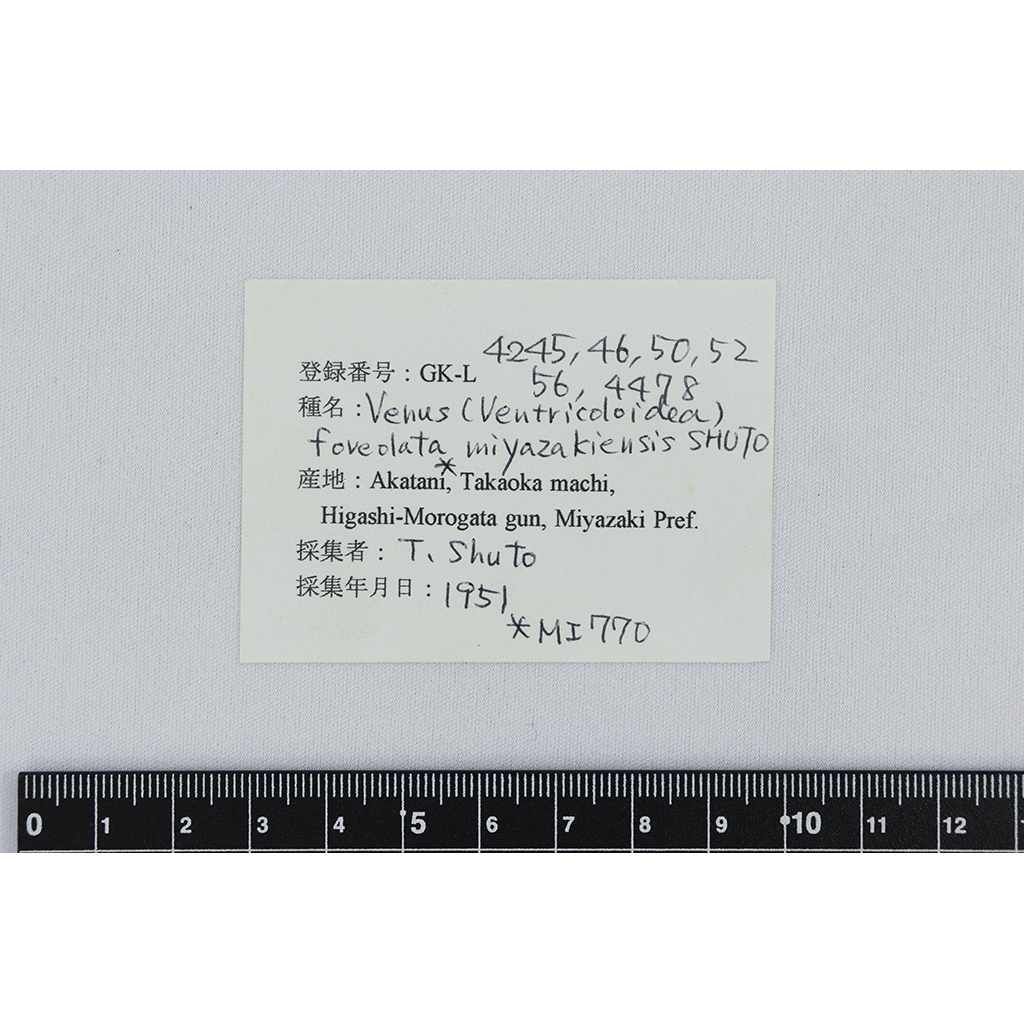 登録番号 : GK-L 4245, 46, 50, 52
56, 4478
種名 : Venus (Ventricoloidea)
foveolata miyazakiensis SHUTO
産地 : Akatani,* Takaoka machi,
Higashi-Morogata gun, Miyazaki Pref.
採集者 : T. Shuto
採集年月日 : 1951
*MI 770
0 1 2 3 4 5 6 7 8 9 10 11 12